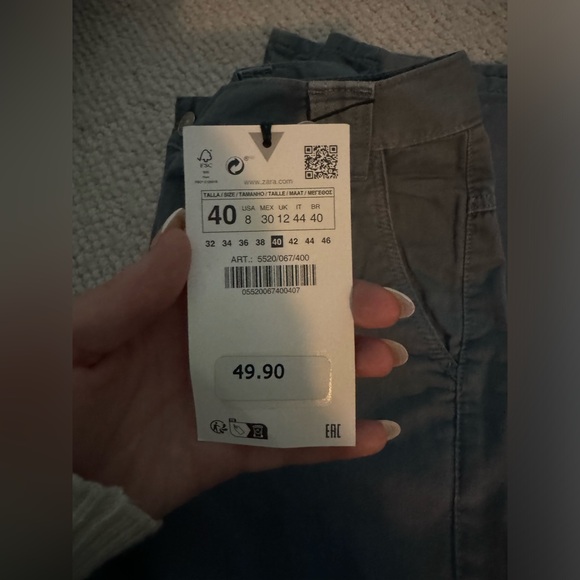 FSC
www.zara.com
TALLA / SIZE / TAMANHO / TAILLE / MAAT / ΜΕΓΕΘΟΣ
40 USA MEX UK IT BR
8 30 12 44 40
32 34 36 38 40 42 44 46
ART.: 5520/067/400
05520067400407
49.90
EAC